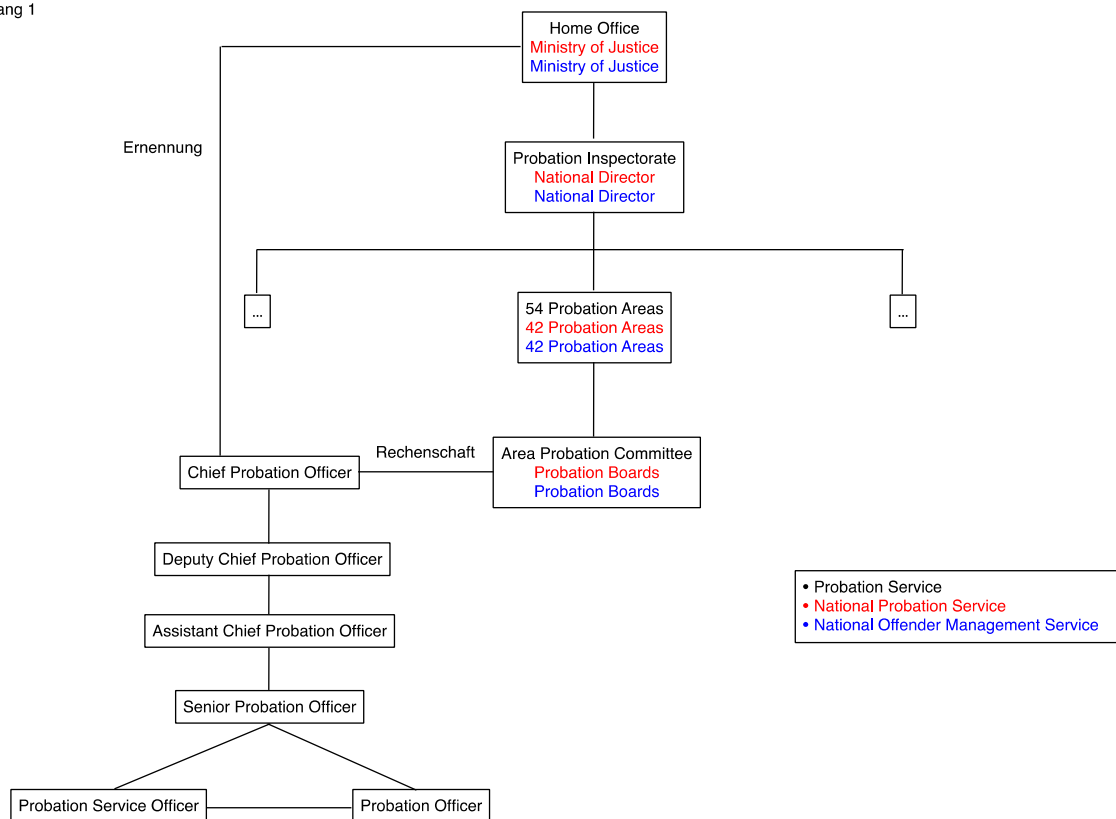 ang 1
Home Office
Ministry of Justice
Ministry of Justice
Ernennung
Probation Inspectorate
National Director
National Director
...
54 Probation Areas
42 Probation Areas
42 Probation Areas
...
Rechenschaft
Chief Probation Officer
Area Probation Committee
Probation Boards
Probation Boards
Deputy Chief Probation Officer
• Probation Service
• National Probation Service
• National Offender Management Service
Assistant Chief Probation Officer
Senior Probation Officer
Probation Service Officer
Probation Officer